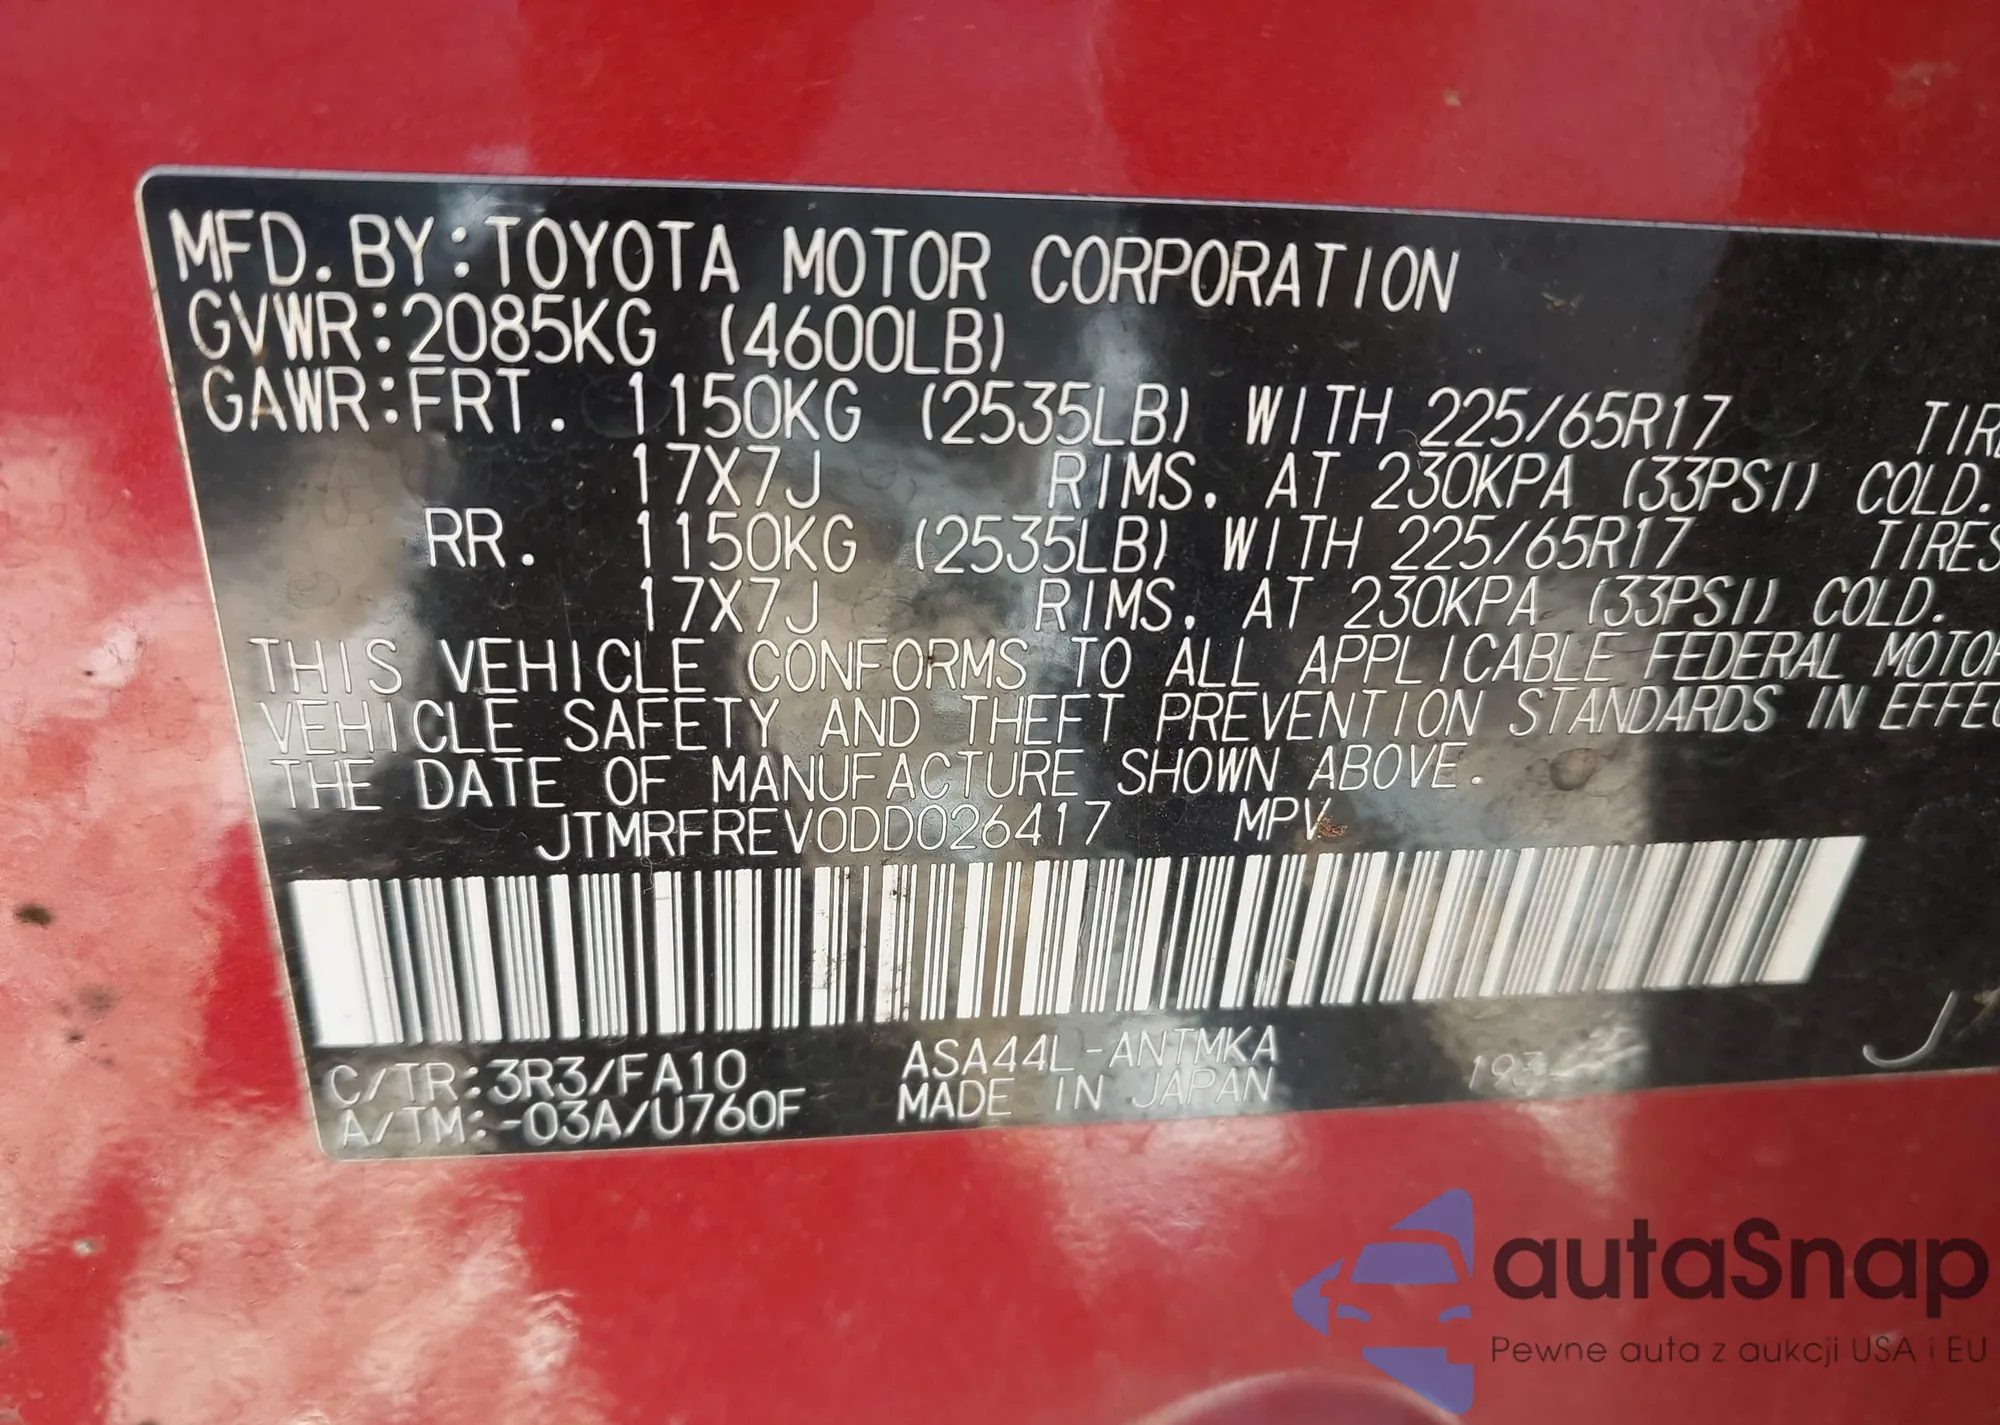 MFD. BY: TOYOTA MOTOR CORPORATION
GVWR: 2085KG (4600LB)
GAWR: FRT. 1150KG (2535LB) WITH 225/65R17 TIRE
17X7J RIMS, AT 230KPA (33PSI) COLD.
RR. 1150KG (2535LB) WITH 225/65R17 TIRES
17X7J RIMS, AT 230KPA (33PSI) COLD.
THIS VEHICLE CONFORMS TO ALL APPLICABLE FEDERAL MOTOR
VEHICLE SAFETY AND THEFT PREVENTION STANDARDS IN EFFEC
THE DATE OF MANUFACTURE SHOWN ABOVE.
JTMRFREV0DD026417 MPV
C/TR: 3R3/FA10 ASA44L-ANTMKA
A/TM: -03A/U760F MADE IN JAPAN
autaSnap
Pewne auta z aukcji USA i EU